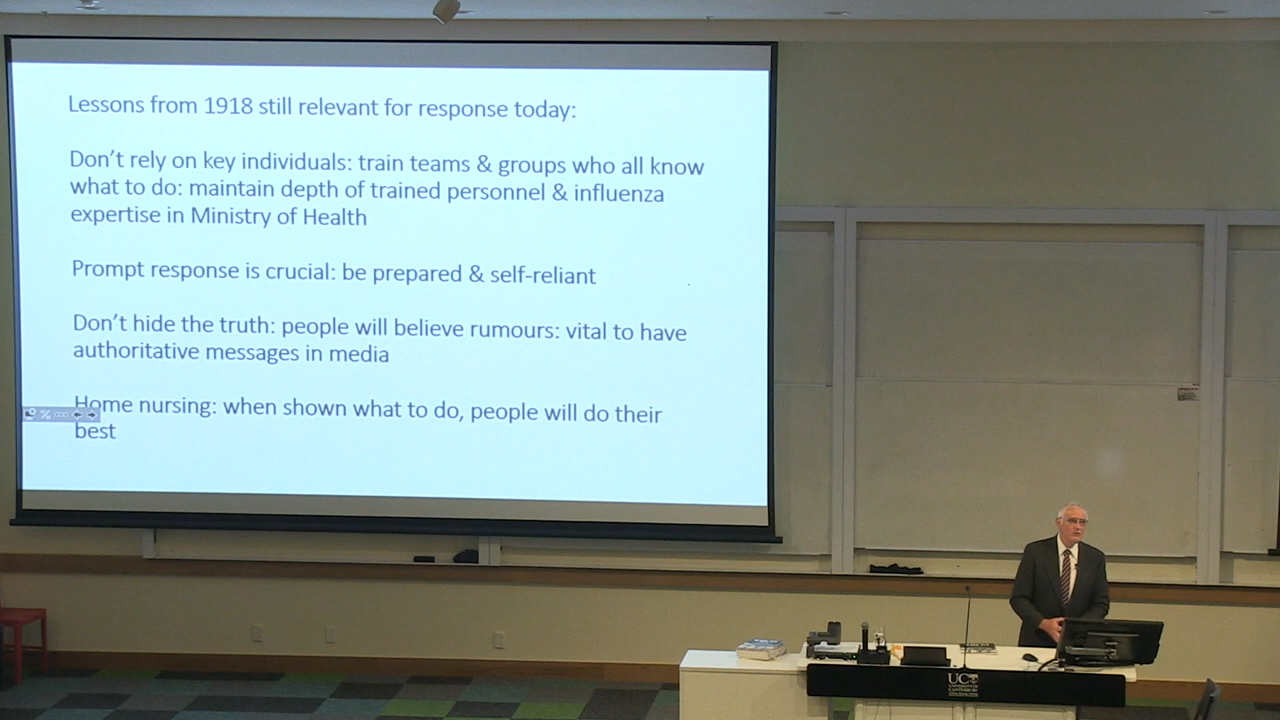 Lessons from 1918 still relevant for response today:
Don't rely on key individuals: train teams & groups who all know
what to do: maintain depth of trained personnel & influenza
expertise in Ministry of Health
Prompt response is crucial: be prepared & self-reliant
Don't hide the truth: people will believe rumours: vital to have
authoritative messages in media
Home nursing: when shown what to do, people will do their
best
UC
UNIVERSITY OF
CANTERBURY